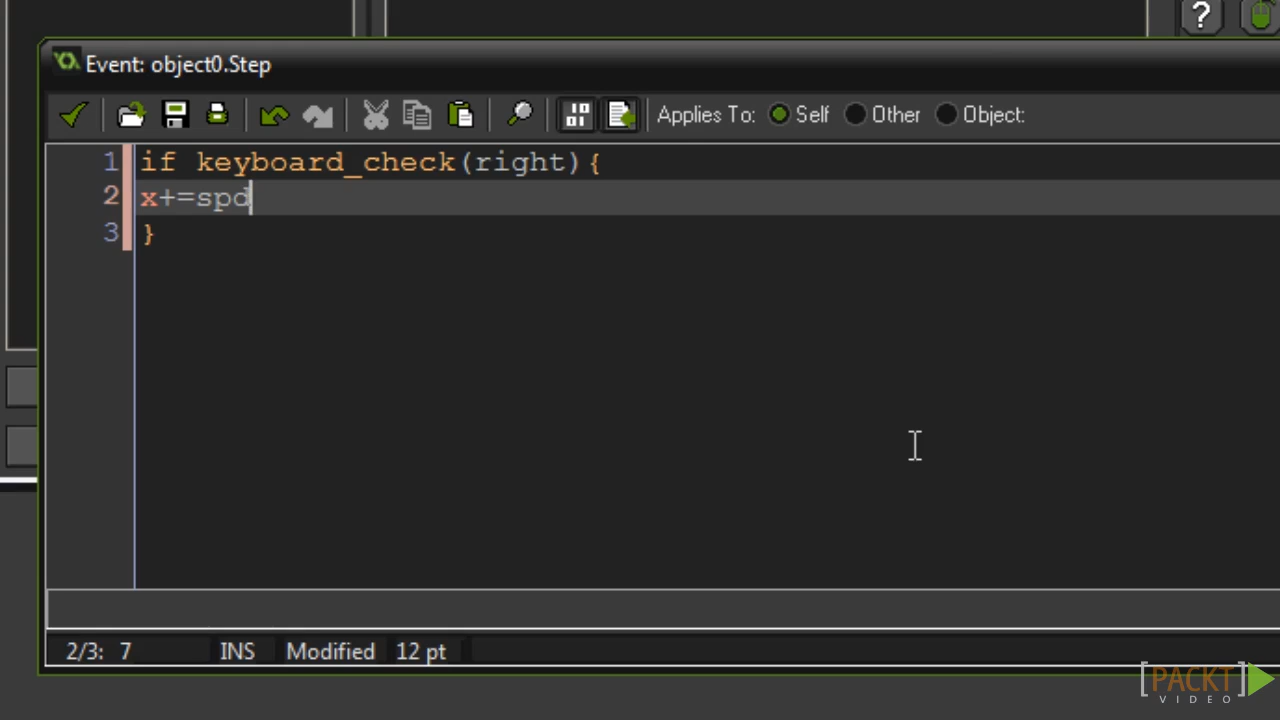 ?
Event: object0.Step
Applies To: Self Other Object:
1 if keyboard_check(right){
2 x+=spd
3 }
2/3: 7 INS Modified 12 pt
[PACKT]
VIDEO